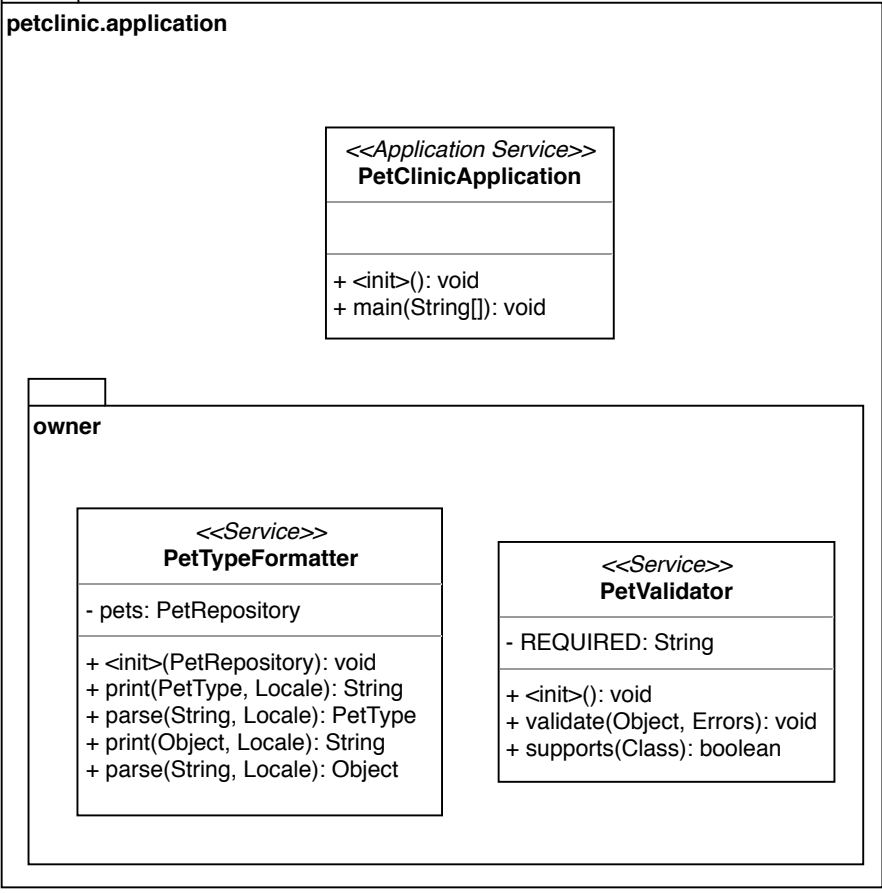 petclinic.application
<<Application Service>>
PetClinicApplication
+ <init>(): void
+ main(String[]): void
owner
<<Service>>
PetTypeFormatter
- pets: PetRepository
+ <init>(PetRepository): void
+ print(PetType, Locale): String
+ parse(String, Locale): PetType
+ print(Object, Locale): String
+ parse(String, Locale): Object
<<Service>>
PetValidator
- REQUIRED: String
+ <init>(): void
+ validate(Object, Errors): void
+ supports(Class): boolean